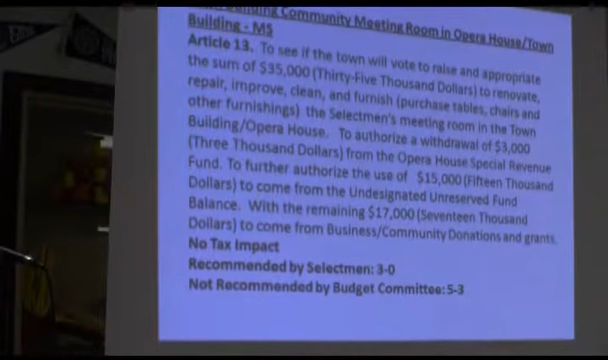 Building Community Meeting Room in Opera House/Town
Building - MS
Article 13. To see if the town will vote to raise and appropriate
the sum of $35,000 (Thirty-Five Thousand Dollars) to renovate,
repair, improve, clean, and furnish (purchase tables, chairs and
other furnishings) the Selectmen's meeting room in the Town
Building/Opera House. To authorize a withdrawal of $3,000
(Three Thousand Dollars) from the Opera House Special Revenue
Fund. To further authorize the use of $15,000 (Fifteen Thousand
Dollars) to come from the Undesignated Unreserved Fund
Balance. With the remaining $17,000 (Seventeen Thousand
Dollars) to come from Business/Community Donations and grants.
No Tax Impact
Recommended by Selectmen: 3-0
Not Recommended by Budget Committee: 5-3